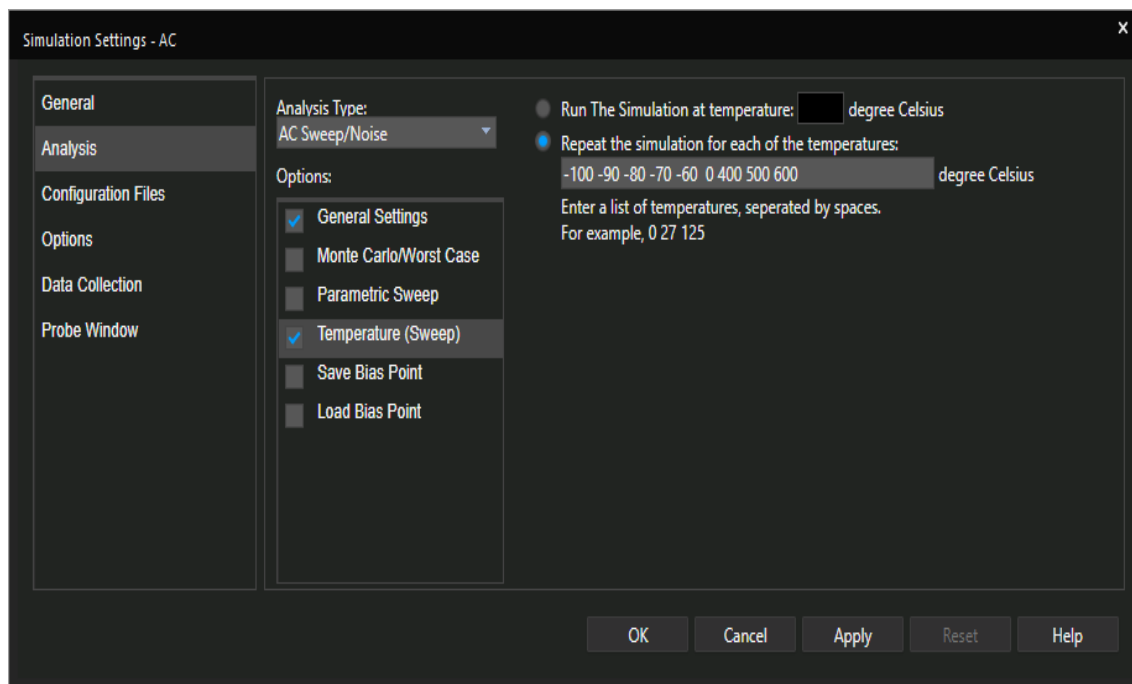 Simulation Settings - AC
x
General
Analysis
Configuration Files
Options
Data Collection
Probe Window
Analysis Type:
AC Sweep/Noise
Options:
General Settings
Monte Carlo/Worst Case
Parametric Sweep
Temperature (Sweep)
Save Bias Point
Load Bias Point
Run The Simulation at temperature: degree Celsius
Repeat the simulation for each of the temperatures:
-100 -90 -80 -70 -60  0 400 500 600 degree Celsius
Enter a list of temperatures, seperated by spaces.
For example, 0 27 125
OK Cancel Apply Reset Help